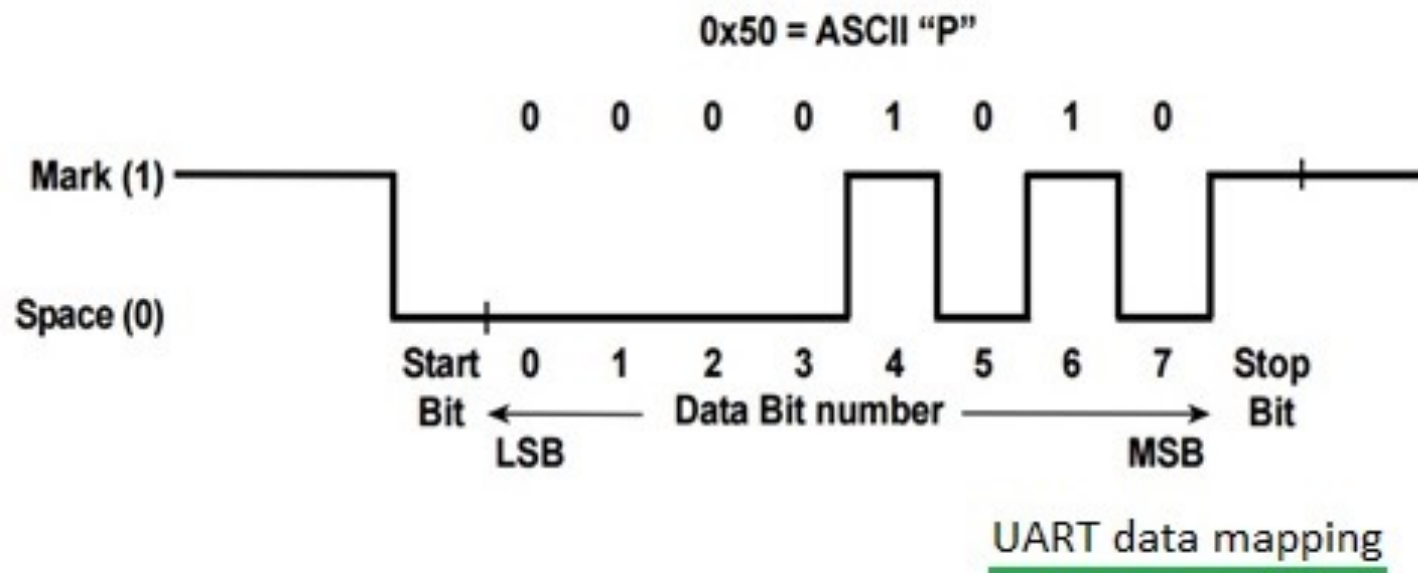 0x50 = ASCII “P”
0 0 0 0 1 0 1 0
Mark (1)
Space (0)
Start Bit
0 1 2 3 4 5 6 7
Stop Bit
Data Bit number
LSB
MSB
UART data mapping